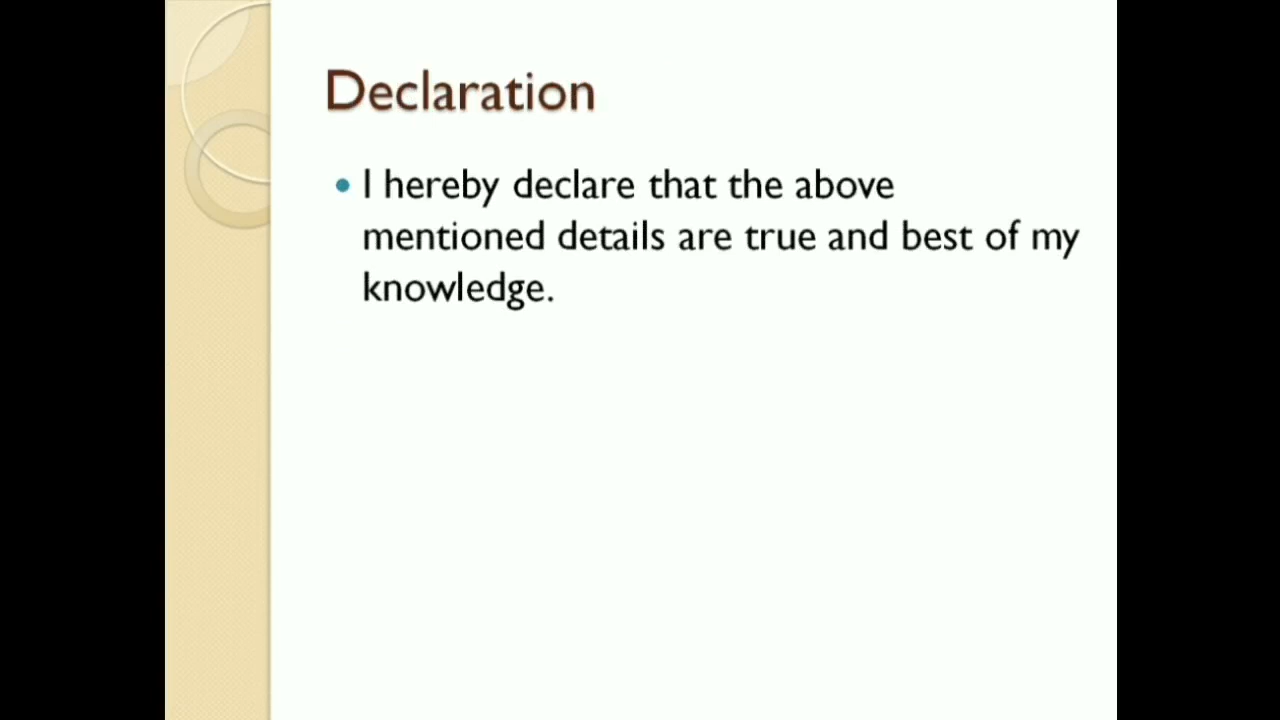 Declaration
• I hereby declare that the above
mentioned details are true and best of my
knowledge.